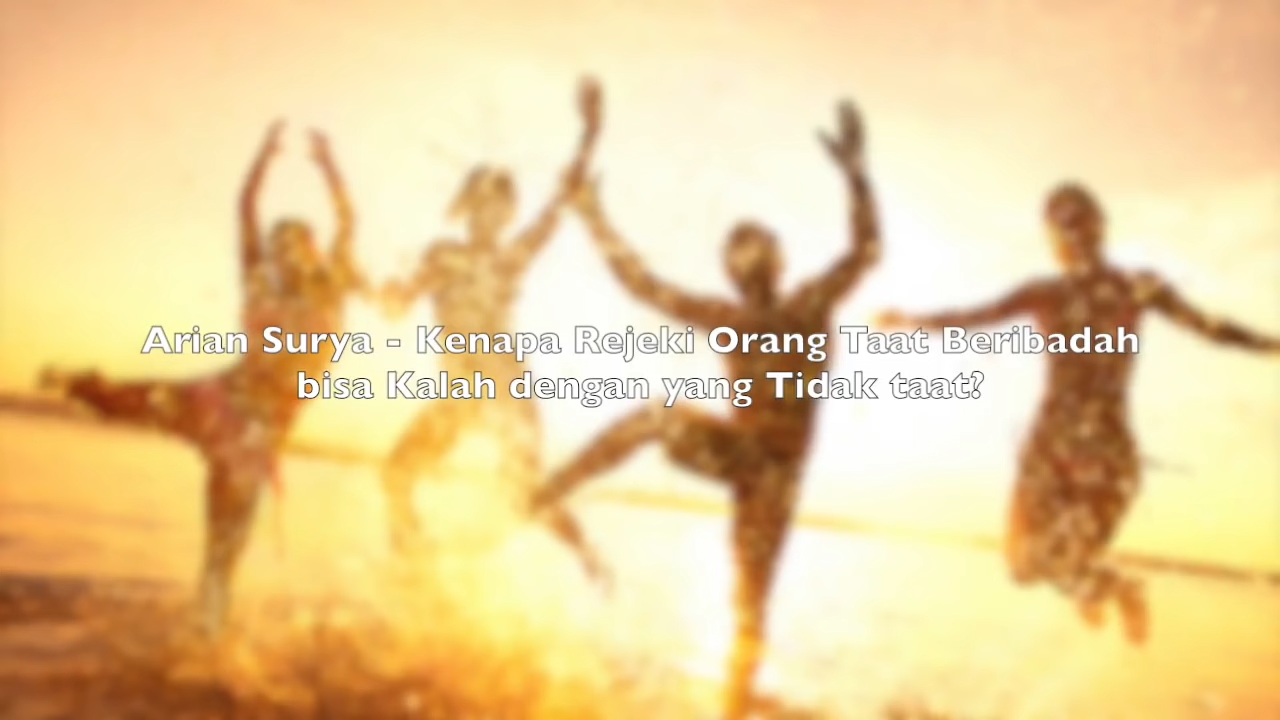 Arian Surya - Kenapa Rejeki Orang Taat Beribadah
bisa Kalah dengan yang Tidak taat?